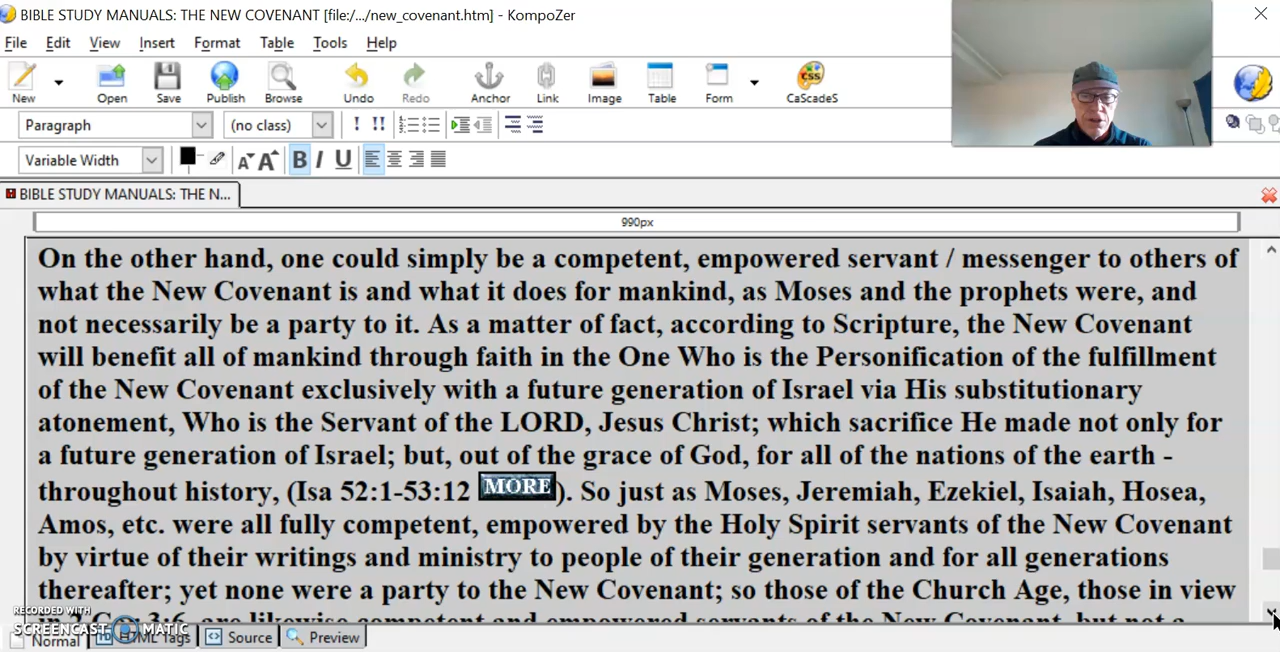 BIBLE STUDY MANUALS: THE NEW COVENANT [file:/.../new_covenant.htm] - KompoZer
File Edit View Insert Format Table Tools Help
New Open Save Publish Browse Undo Redo Anchor Link Image Table Form CaScadeS
Paragraph (no class)
Variable Width B I U
BIBLE STUDY MANUALS: THE N...
990px
On the other hand, one could simply be a competent, empowered servant / messenger to others of
what the New Covenant is and what it does for mankind, as Moses and the prophets were, and
not necessarily be a party to it. As a matter of fact, according to Scripture, the New Covenant
will benefit all of mankind through faith in the One Who is the Personification of the fulfillment
of the New Covenant exclusively with a future generation of Israel via His substitutionary
atonement, Who is the Servant of the LORD, Jesus Christ; which sacrifice He made not only for
a future generation of Israel; but, out of the grace of God, for all of the nations of the earth -
throughout history, (Isa 52:1-53:12 MORE). So just as Moses, Jeremiah, Ezekiel, Isaiah, Hosea,
Amos, etc. were all fully competent, empowered by the Holy Spirit servants of the New Covenant
by virtue of their writings and ministry to people of their generation and for all generations
thereafter; yet none were a party to the New Covenant; so those of the Church Age, those in view
are likewise competent and empowered servants of the New Covenant, but not a
RECORDED WITH
SCREENCAST MATIC
Normal HTML Tags Source Preview